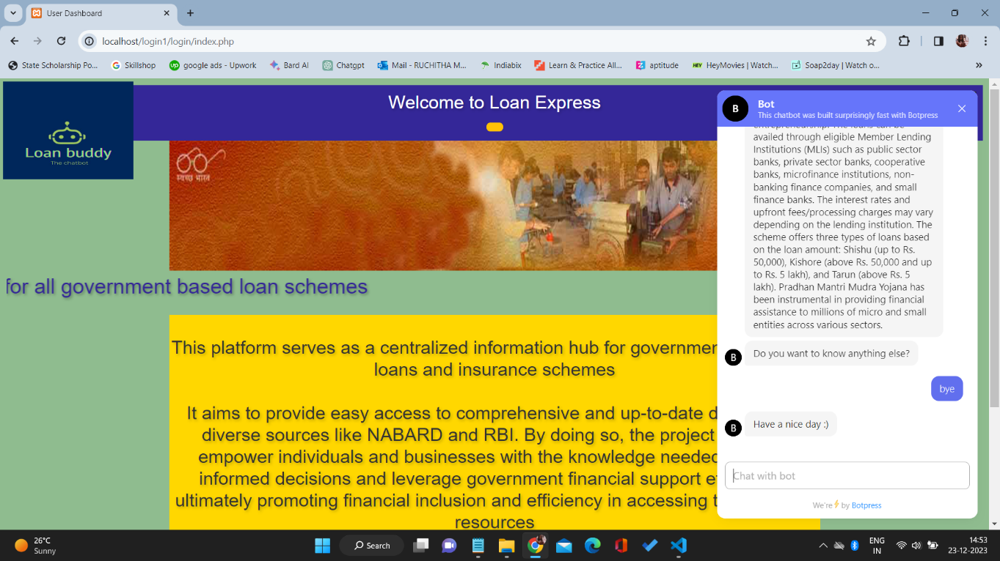 User Dashboard
localhost/login1/login/index.php
State Scholarship Po...
Skillshop
up
google ads - Upwork
Bard AI
Chatgpt
Mail - RUCHITHA M...
Indiabix
Learn & Practice All...
aptitude
HEY
HeyMovies | Watch...
Soap2day | Watch o...
»
Loan buddy
The chatbot
Welcome to Loan Express
स्वच्छ भारत
for all government based loan schemes
This platform serves as a centralized information hub for governmen
loans and insurance schemes
It aims to provide easy access to comprehensive and up-to-date d
diverse sources like NABARD and RBI. By doing so, the project
empower individuals and businesses with the knowledge needed
informed decisions and leverage government financial support ef
ultimately promoting financial inclusion and efficiency in accessing t
resources
B
Bot
This chatbot was built surprisingly fast with Botpress
entrepreneurship. The loans can be
availed through eligible Member Lending
Institutions (MLIs) such as public sector
banks, private sector banks, cooperative
banks, microfinance institutions, non-
banking finance companies, and small
finance banks. The interest rates and
upfront fees/processing charges may vary
depending on the lending institution. The
scheme offers three types of loans based
on the loan amount: Shishu (up to Rs.
50,000), Kishore (above Rs. 50,000 and up
to Rs. 5 lakh), and Tarun (above Rs. 5
lakh). Pradhan Mantri Mudra Yojana has
been instrumental in providing financial
assistance to millions of micro and small
entities across various sectors.
B
Do you want to know anything else?
bye
B
Have a nice day :)
Chat with bot
We're⚡by Botpress
26°C
Sunny
Search
ENG
IN
14:53
23-12-2023